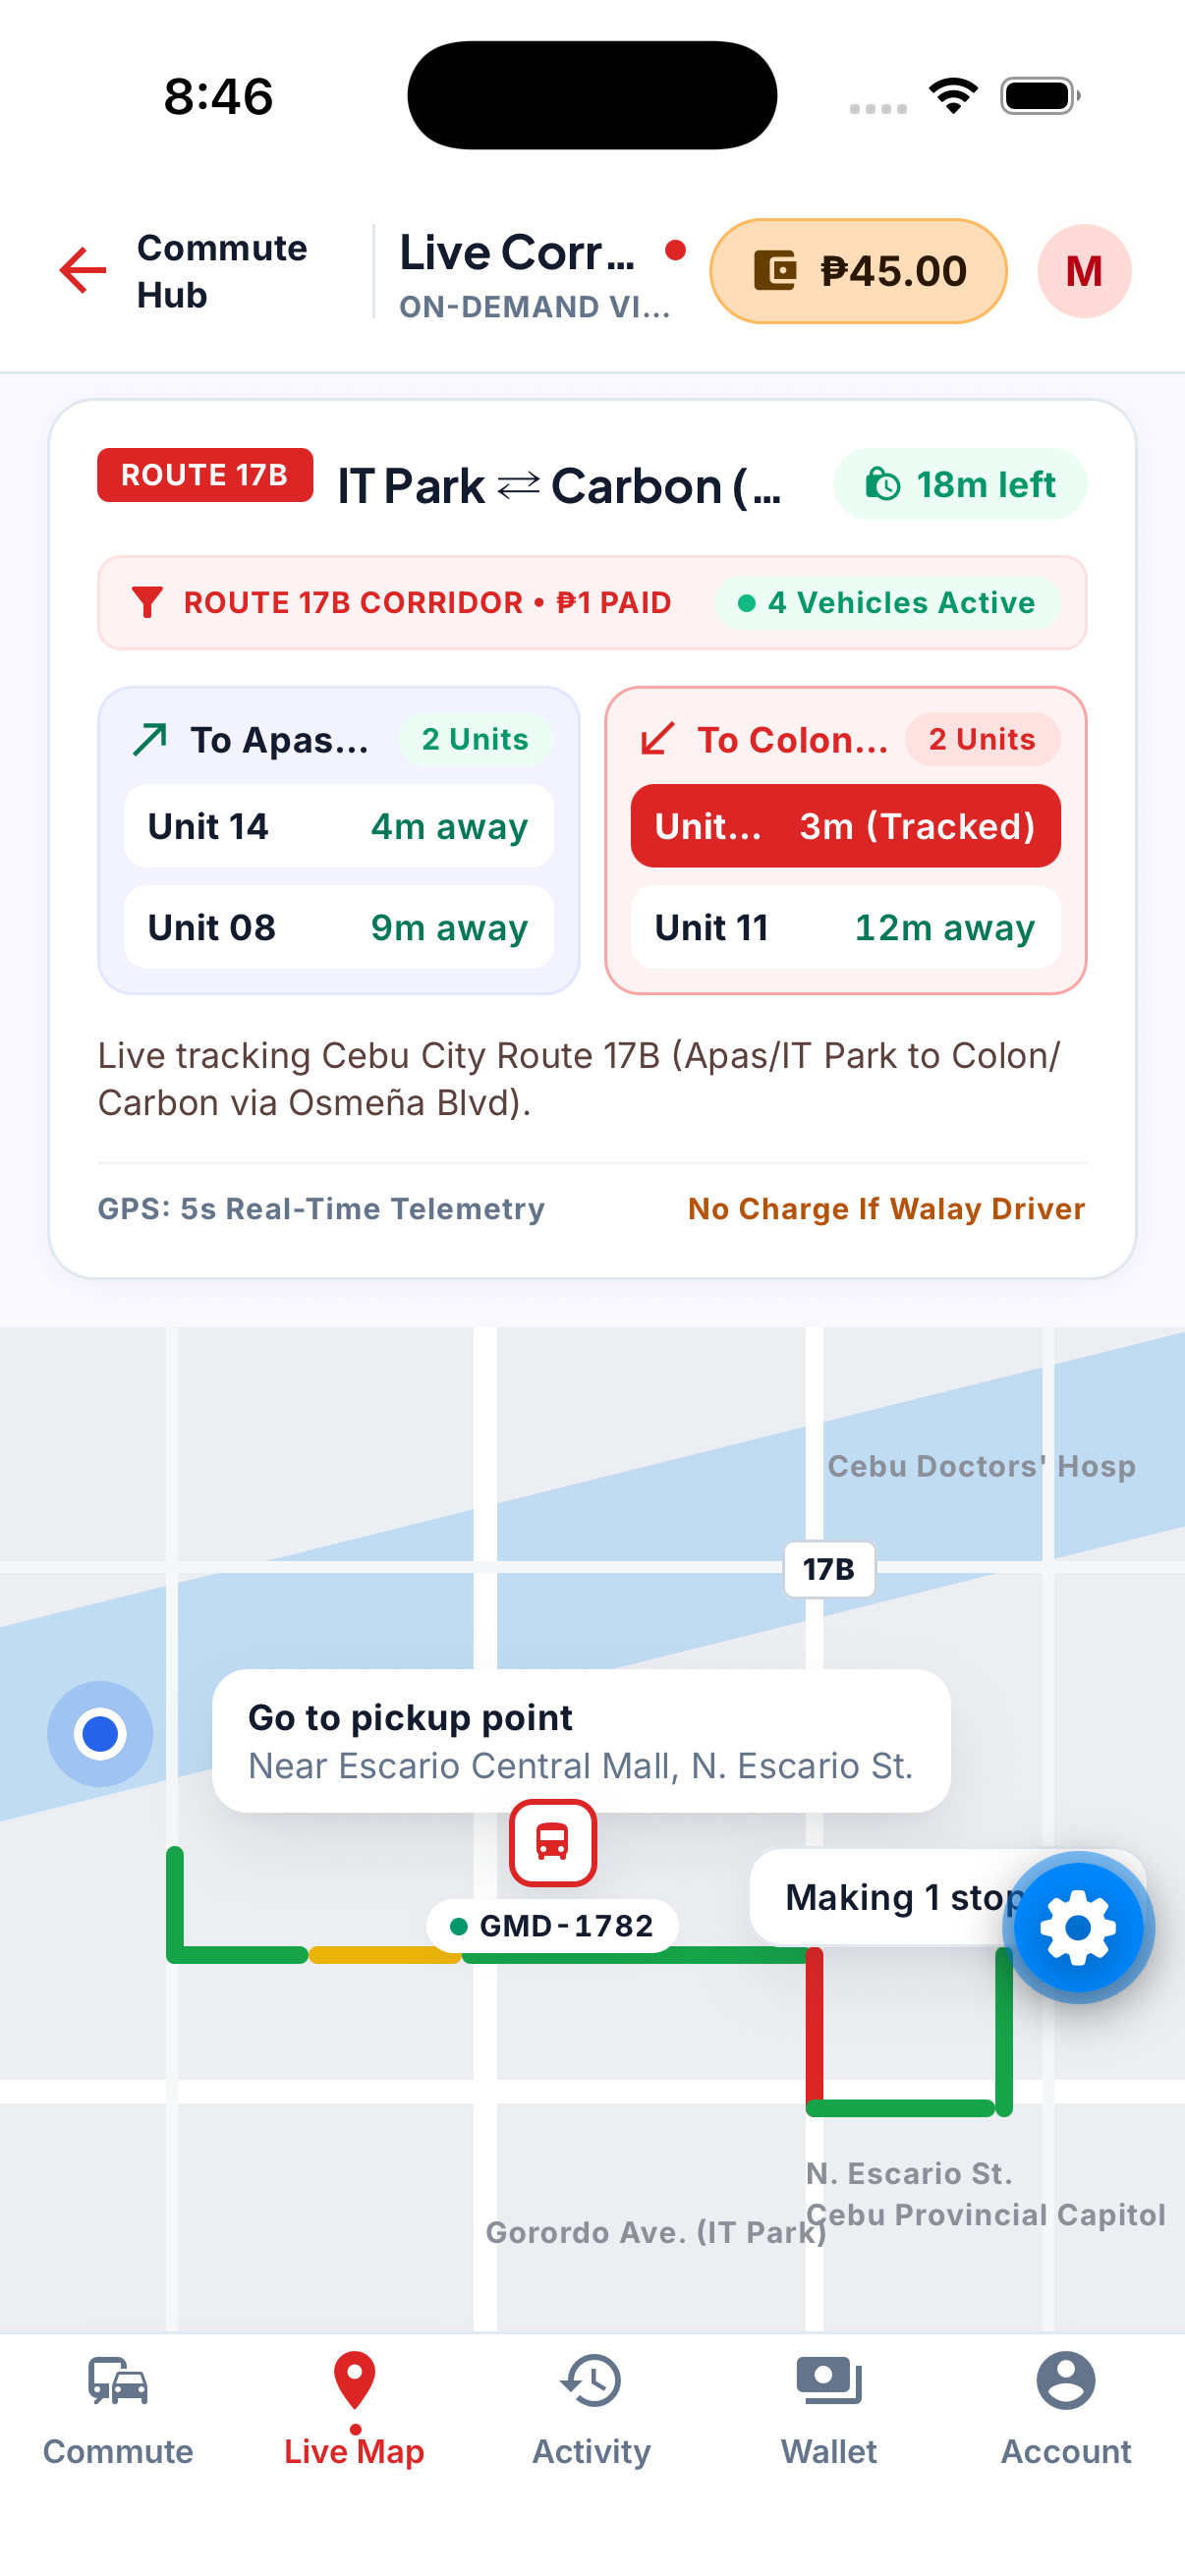 8:46
Commute
Hub
Live Corr...
ON-DEMAND VI...
₱45.00
M
ROUTE 17B
IT Park ⇄ Carbon (...
18m left
ROUTE 17B CORRIDOR • ₱1 PAID
4 Vehicles Active
To Apas...
2 Units
Unit 14
4m away
Unit 08
9m away
To Colon...
2 Units
Unit...
3m (Tracked)
Unit 11
12m away
Live tracking Cebu City Route 17B (Apas/IT Park to Colon/
Carbon via Osmeña Blvd).
GPS: 5s Real-Time Telemetry
No Charge If Walay Driver
Cebu Doctors' Hosp
17B
Go to pickup point
Near Escario Central Mall, N. Escario St.
GMD-1782
Making 1 stop
N. Escario St.
Cebu Provincial Capitol
Gorordo Ave. (IT Park)
Commute
Live Map
Activity
Wallet
Account